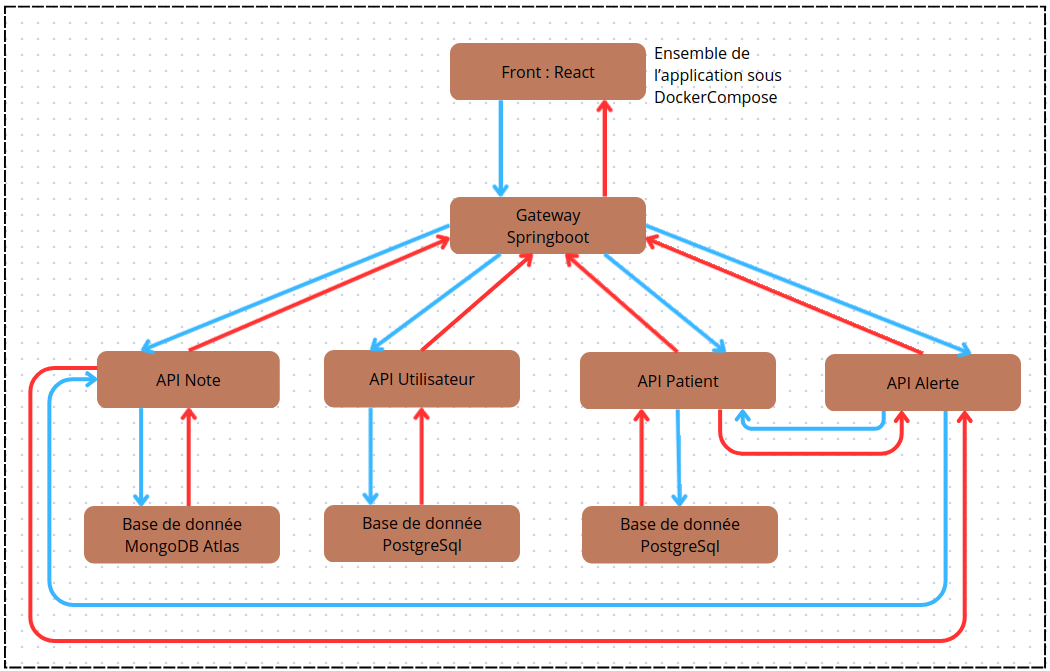 Front : React
Ensemble de
l’application sous
DockerCompose
Gateway
Springboot
API Note
API Utilisateur
API Patient
API Alerte
Base de donnée
MongoDB Atlas
Base de donnée
PostgreSql
Base de donnée
PostgreSql